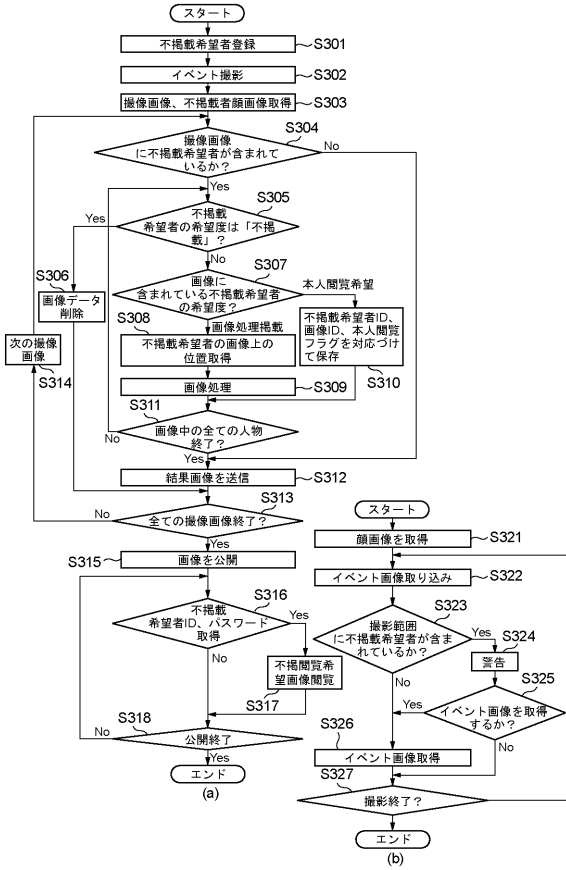 スタート
不掲載希望者登録
S301
イベント撮影
S302
撮像画像、不掲載者顔画像取得
S303
S304
撮像画像
に不掲載希望者が含まれて
いるか？
No
Yes
S305
不掲載
希望者の希望度は「不掲
載」？
Yes
No
S306
画像データ
削除
S307
画像に
含まれている不掲載希望者
の希望度？
本人閲覧希望
不掲載希望者ID、
画像ID、本人閲覧
フラグを対応づけ
て保存
S310
画像処理掲載
S308
不掲載希望者の画像上の
位置取得
次の撮像
画像
S314
画像処理
S309
S311
画像中の全ての人物
終了？
No
Yes
結果画像を送信
S312
S313
全ての撮像画像終了？
No
Yes
S315
画像を公開
S316
不掲載
希望者ID、パスワード
取得
Yes
No
不掲閲覧希
望画像閲覧
S317
S318
公開終了
No
Yes
エンド
(a)
スタート
顔画像を取得
S321
イベント画像取り込み
S322
S323
撮影範囲
に不掲載希望者が含ま
れているか？
Yes
No
S324
警告
S325
イベント画像を取得
するか？
Yes
No
S326
イベント画像取得
S327
撮影終了？
エンド
(b)